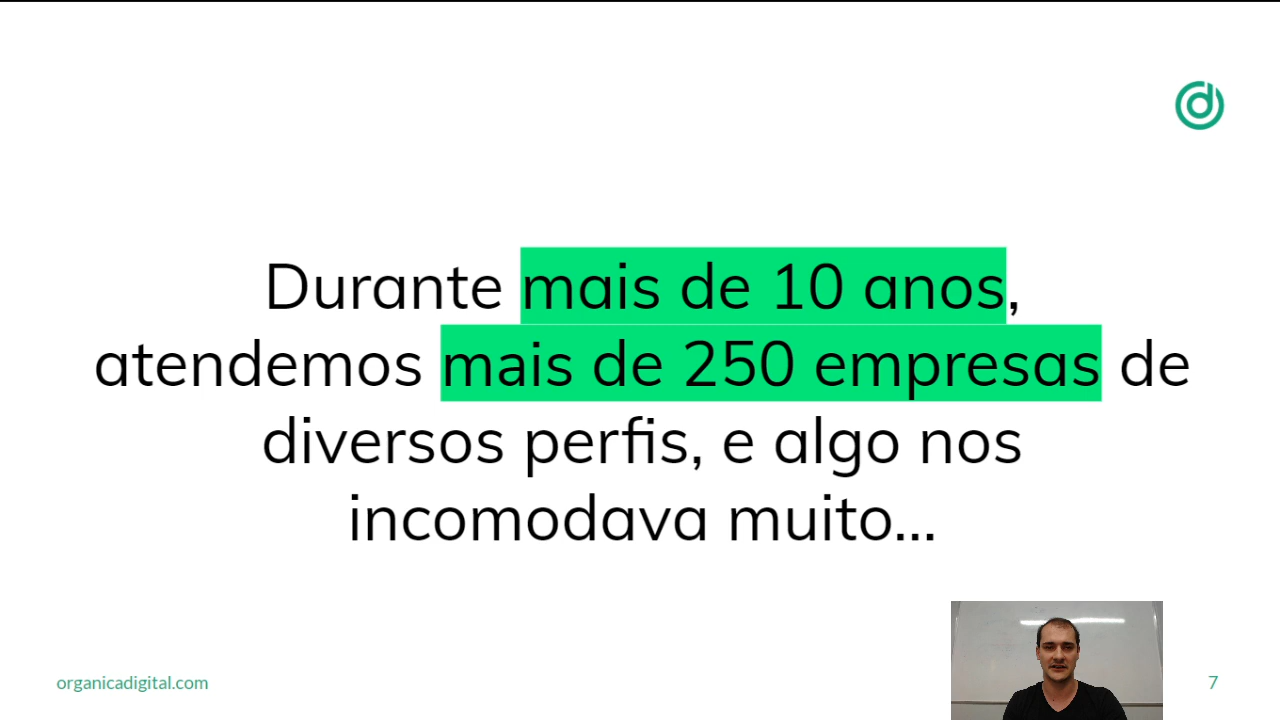 Durante mais de 10 anos,
atendemos mais de 250 empresas de
diversos perfis, e algo nos
incomodava muito...
organicadigital.com
7